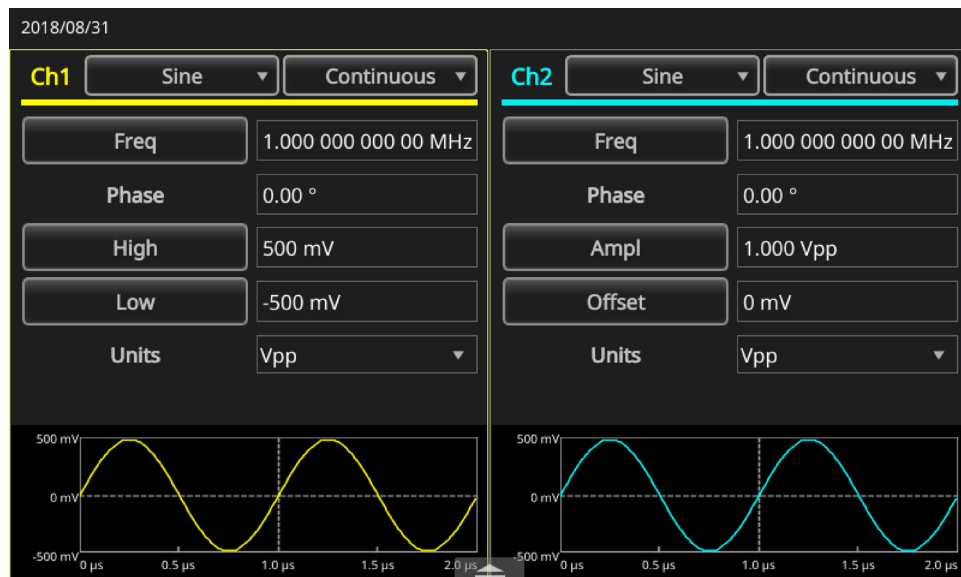 2018/08/31
Ch1 Sine Continuous
Freq 1.000 000 000 00 MHz
Phase 0.00 °
High 500 mV
Low -500 mV
Units Vpp
500 mV
0 mV
-500 mV
0 µs 0.5 µs 1.0 µs 1.5 µs 2.0 µs
Ch2 Sine Continuous
Freq 1.000 000 000 00 MHz
Phase 0.00 °
Ampl 1.000 Vpp
Offset 0 mV
Units Vpp
500 mV
0 mV
-500 mV
0 µs 0.5 µs 1.0 µs 1.5 µs 2.0 µs